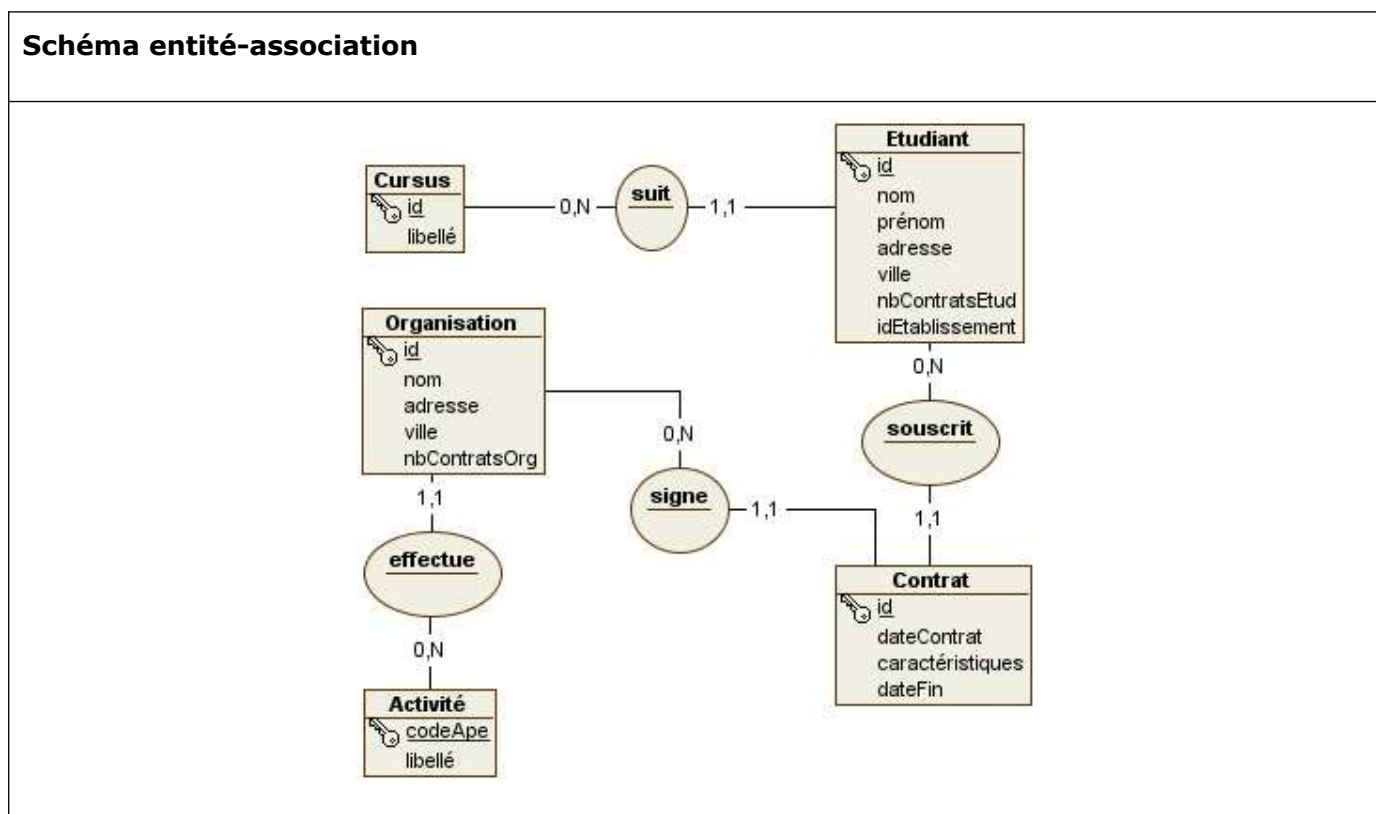 Schéma entité-association
Etudiant
id
nom
prénom
adresse
ville
nbContratsEtud
idEtablissement
Cursus
id
libellé
0,N
suit
1,1
Organisation
id
nom
adresse
ville
nbContratsOrg
0,N
souscrit
1,1
0,N
signe
1,1
1,1
effectue
0,N
Contrat
id
dateContrat
caractéristiques
dateFin
Activité
codeApe
libellé